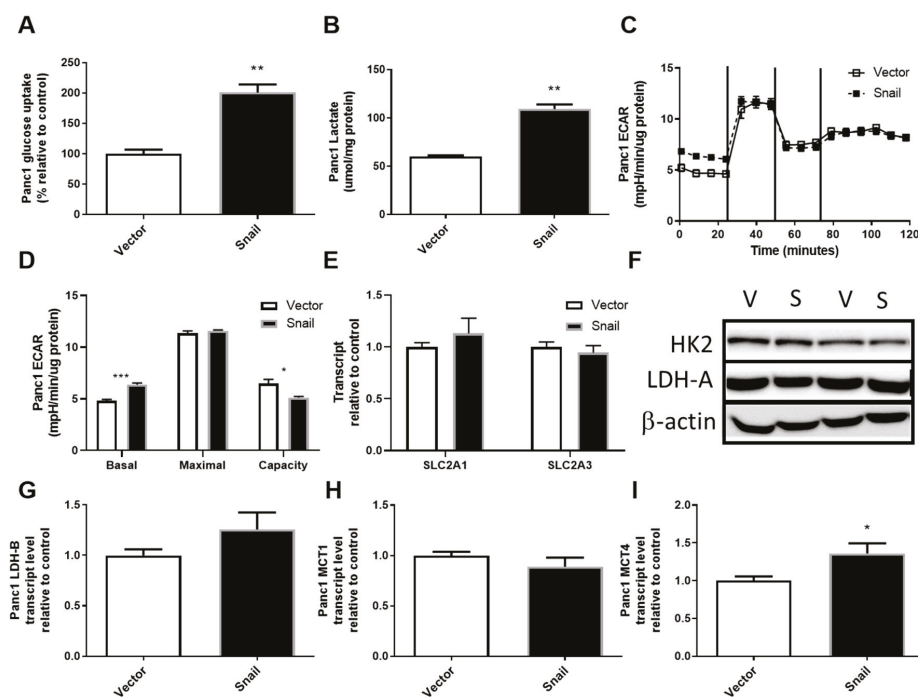 A
Panc1 glucose uptake
(% relative to control)
250
200
150
100
50
0
**
Vector
Snail
B
Panc1 Lactate
(umol/mg protein)
150
100
50
0
**
Vector
Snail
C
Panc1 ECAR
(mpH/min/ug protein)
15
10
5
0
Vector
Snail
0 20 40 60 80 100 120
Time (minutes)
D
Panc1 ECAR
(mpH/min/ug protein)
15
10
5
0
Vector
Snail
***
*
Basal Maximal Capacity
E
Transcript
relative to control
1.5
1.0
0.5
0.0
Vector
Snail
SLC2A1 SLC2A3
F
V S V S
HK2
LDH-A
β-actin
G
Panc1 LDH-B
transcript level
relative to control
1.5
1.0
0.5
0.0
Vector
Snail
H
Panc1 MCT1
transcript level
relative to control
1.5
1.0
0.5
0.0
Vector
Snail
I
Panc1 MCT4
transcript level
relative to control
2.0
1.5
1.0
0.5
0.0
*
Vector
Snail